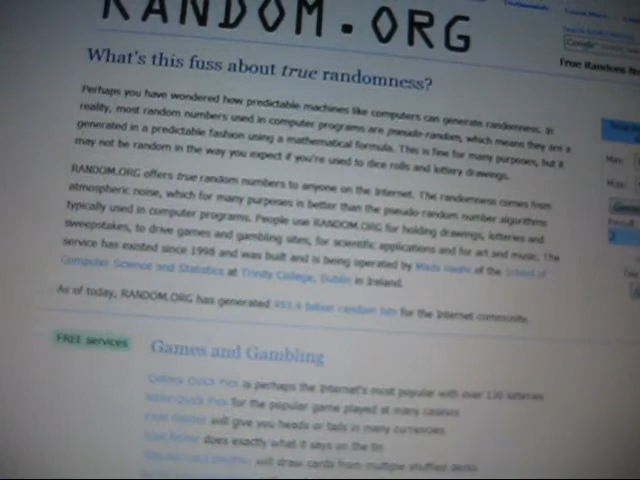 RANDOM.ORG
True Random Nu
What's this fuss about true randomness?
Perhaps you have wondered how predictable machines like computers can generate randomness. In
reality, most random numbers used in computer programs are pseudo-random, which means they are a
generated in a predictable fashion using a mathematical formula. This is fine for many purposes, but it
may not be random in the way you expect if you're used to dice rolls and lottery drawings.
RANDOM.ORG offers true random numbers to anyone on the Internet. The randomness comes from
atmospheric noise, which for many purposes is better than the pseudo-random number algorithms
typically used in computer programs. People use RANDOM.ORG for holding drawings, lotteries and
sweepstakes, to drive games and gambling sites, for scientific applications and for art and music. The
service has existed since 1998 and was built and is being operated by Mads Haahr of the School of
Computer Science and Statistics at Trinity College, Dublin in Ireland.
As of today, RANDOM.ORG has generated billion random bits for the Internet community.
FREE services
Games and Gambling
Quick Pick is perhaps the Internet's most popular with over 130 lotteries
for the popular game played at many casinos
will give you heads or tails in many currencies
does exactly what it says on the tin
will draw cards from multiple shuffled decks